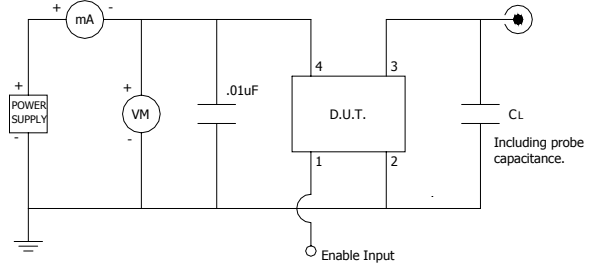 + mA -
4 3
.01uF
+ +
POWER
SUPPLY
VM
D.U.T.
CL
- -
Including probe
capacitance.
1 2
Enable Input